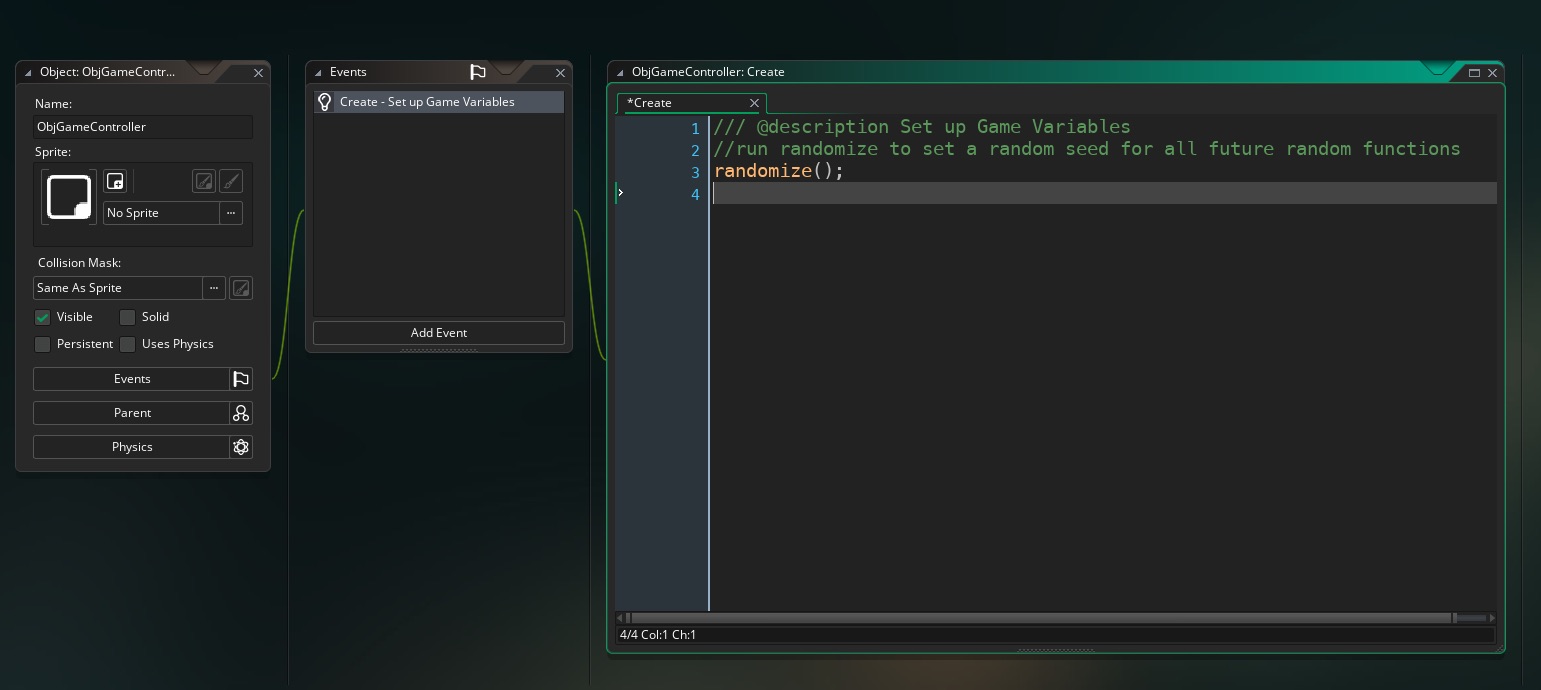 Object: ObjGameContr...
Name:
ObjGameController
Sprite:
No Sprite
...
Collision Mask:
Same As Sprite
...
Visible
Solid
Persistent
Uses Physics
Events
Parent
Physics
Events
Create - Set up Game Variables
Add Event
ObjGameController: Create
*Create
1 /// @description Set up Game Variables
2 //run randomize to set a random seed for all future random functions
3 randomize();
4
4/4 Col:1 Ch:1